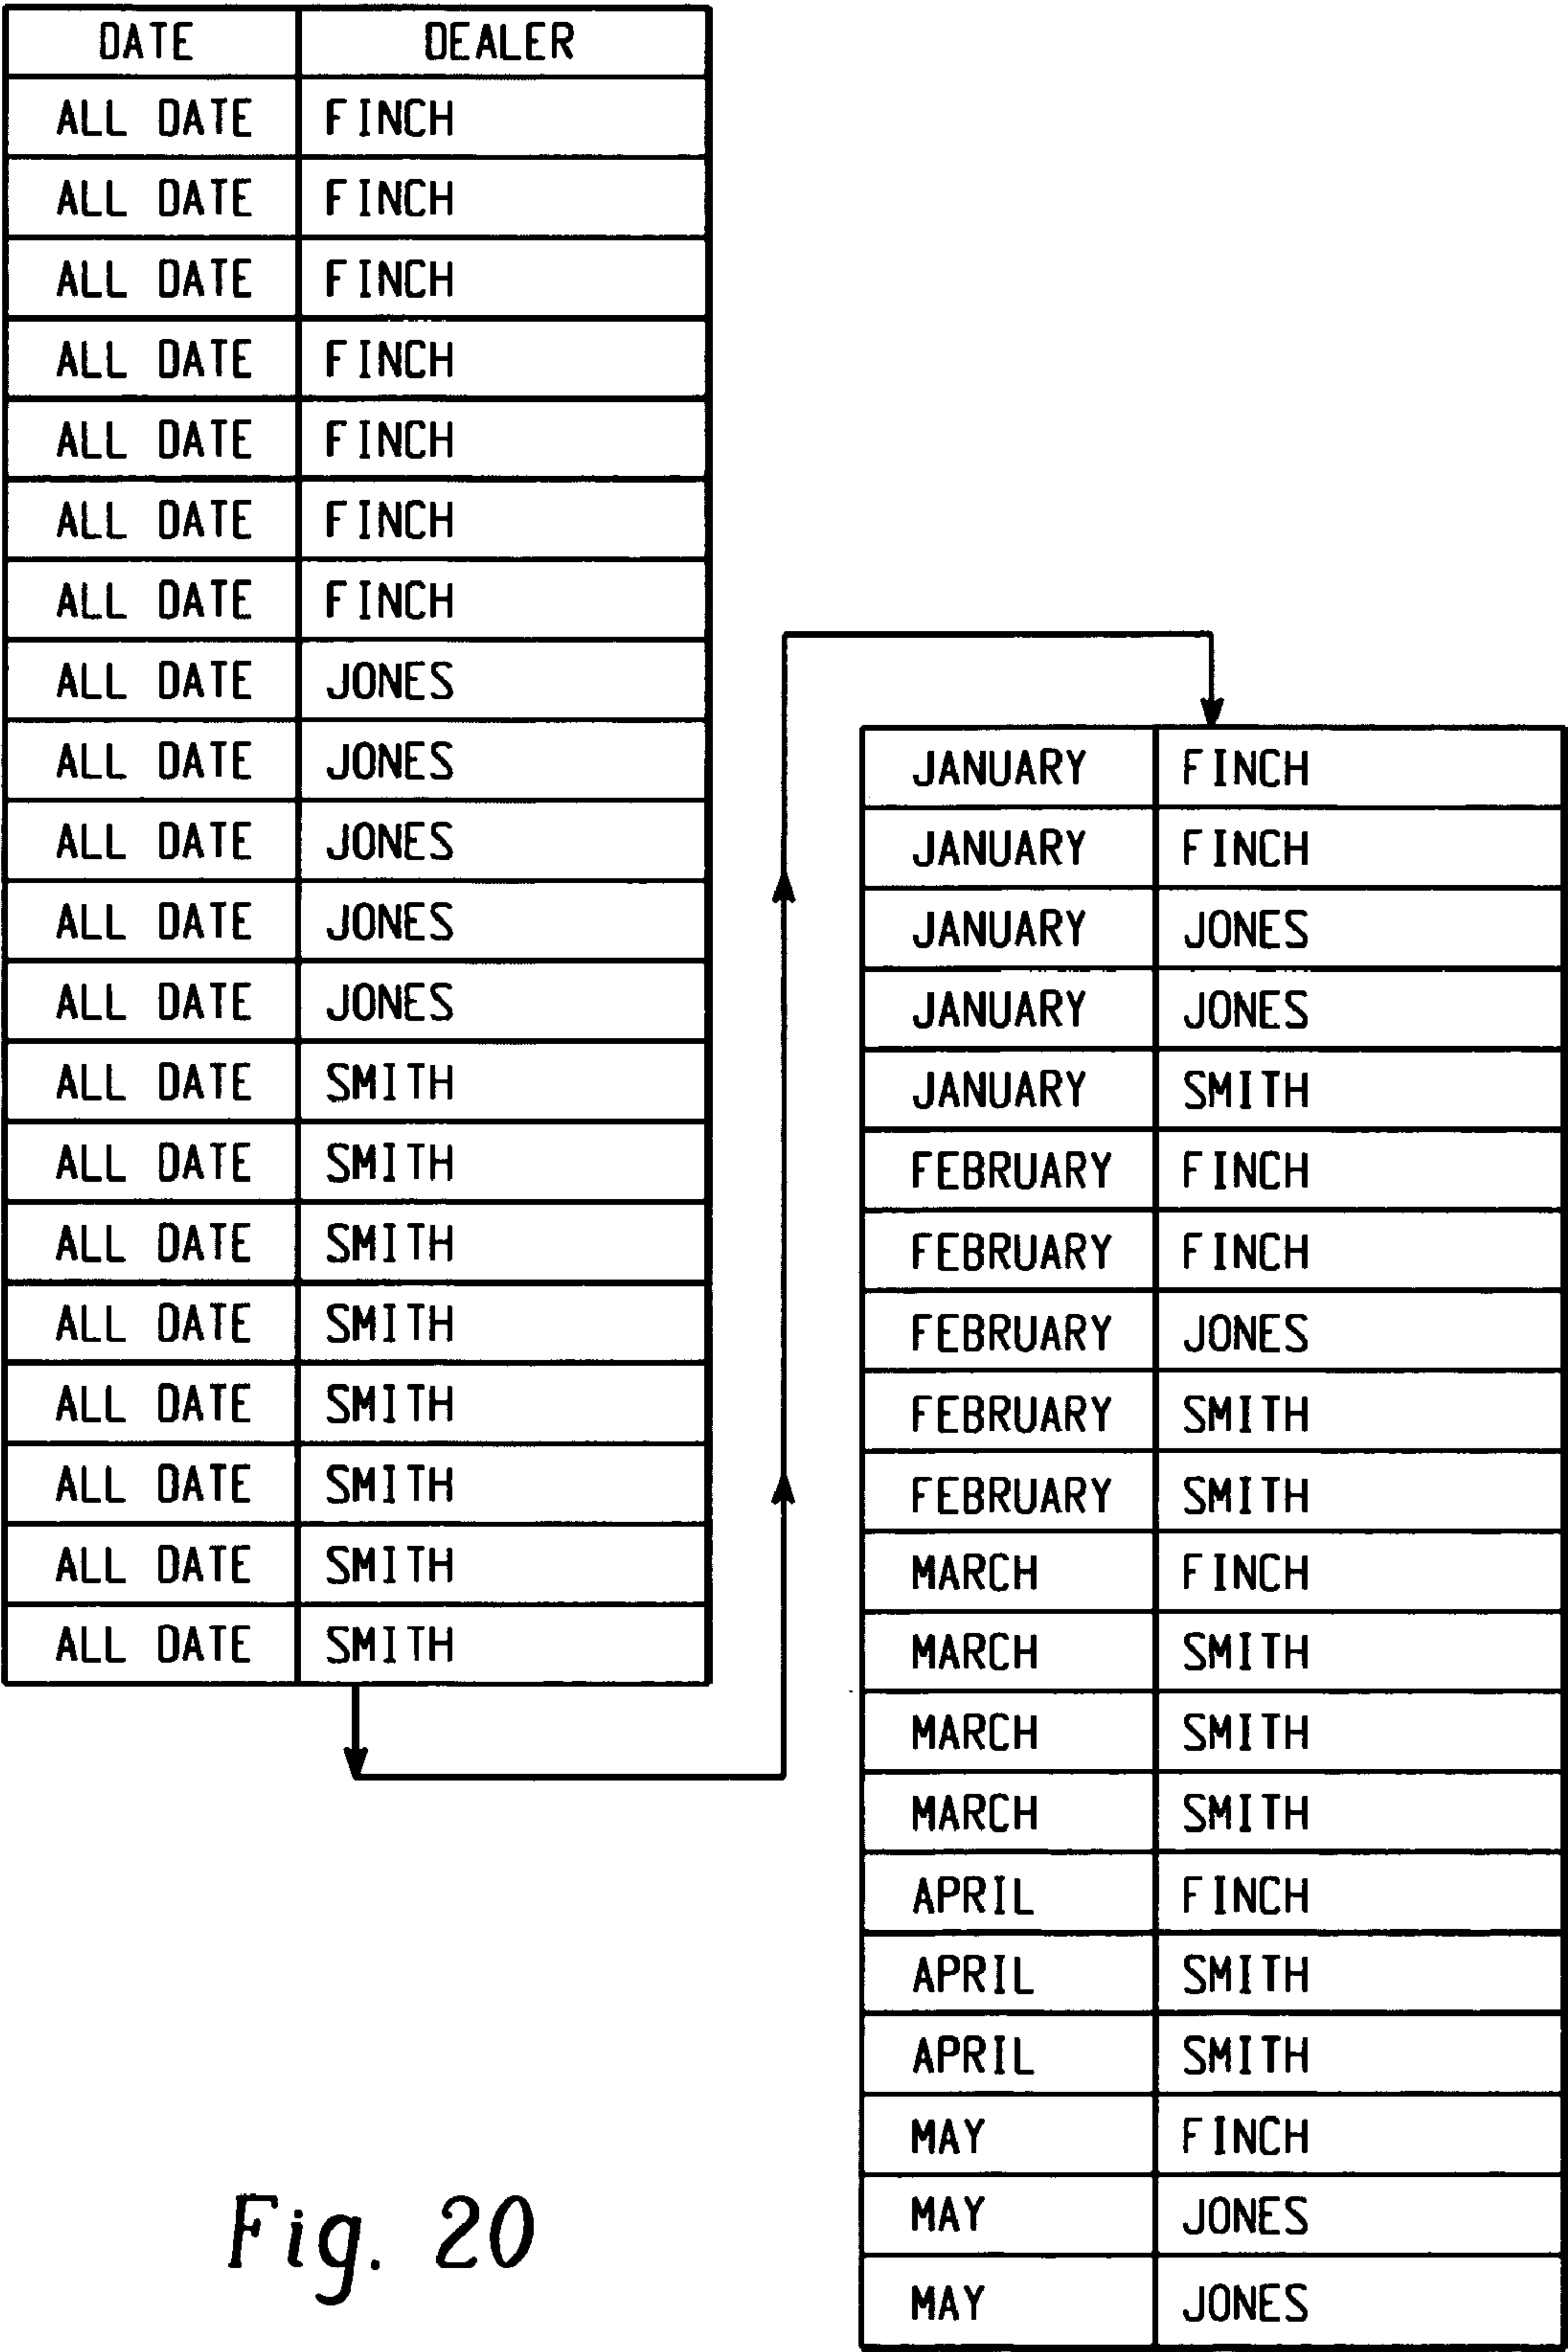 DATE DEALER
ALL DATE FINCH
ALL DATE FINCH
ALL DATE FINCH
ALL DATE FINCH
ALL DATE FINCH
ALL DATE FINCH
ALL DATE FINCH
ALL DATE JONES
ALL DATE JONES
ALL DATE JONES
ALL DATE JONES
ALL DATE JONES
ALL DATE SMITH
ALL DATE SMITH
ALL DATE SMITH
ALL DATE SMITH
ALL DATE SMITH
ALL DATE SMITH
ALL DATE SMITH
ALL DATE SMITH
JANUARY FINCH
JANUARY FINCH
JANUARY JONES
JANUARY JONES
JANUARY SMITH
FEBRUARY FINCH
FEBRUARY FINCH
FEBRUARY JONES
FEBRUARY SMITH
FEBRUARY SMITH
MARCH FINCH
MARCH SMITH
MARCH SMITH
MARCH SMITH
APRIL FINCH
APRIL SMITH
APRIL SMITH
MAY FINCH
MAY JONES
MAY JONES
Fig. 20